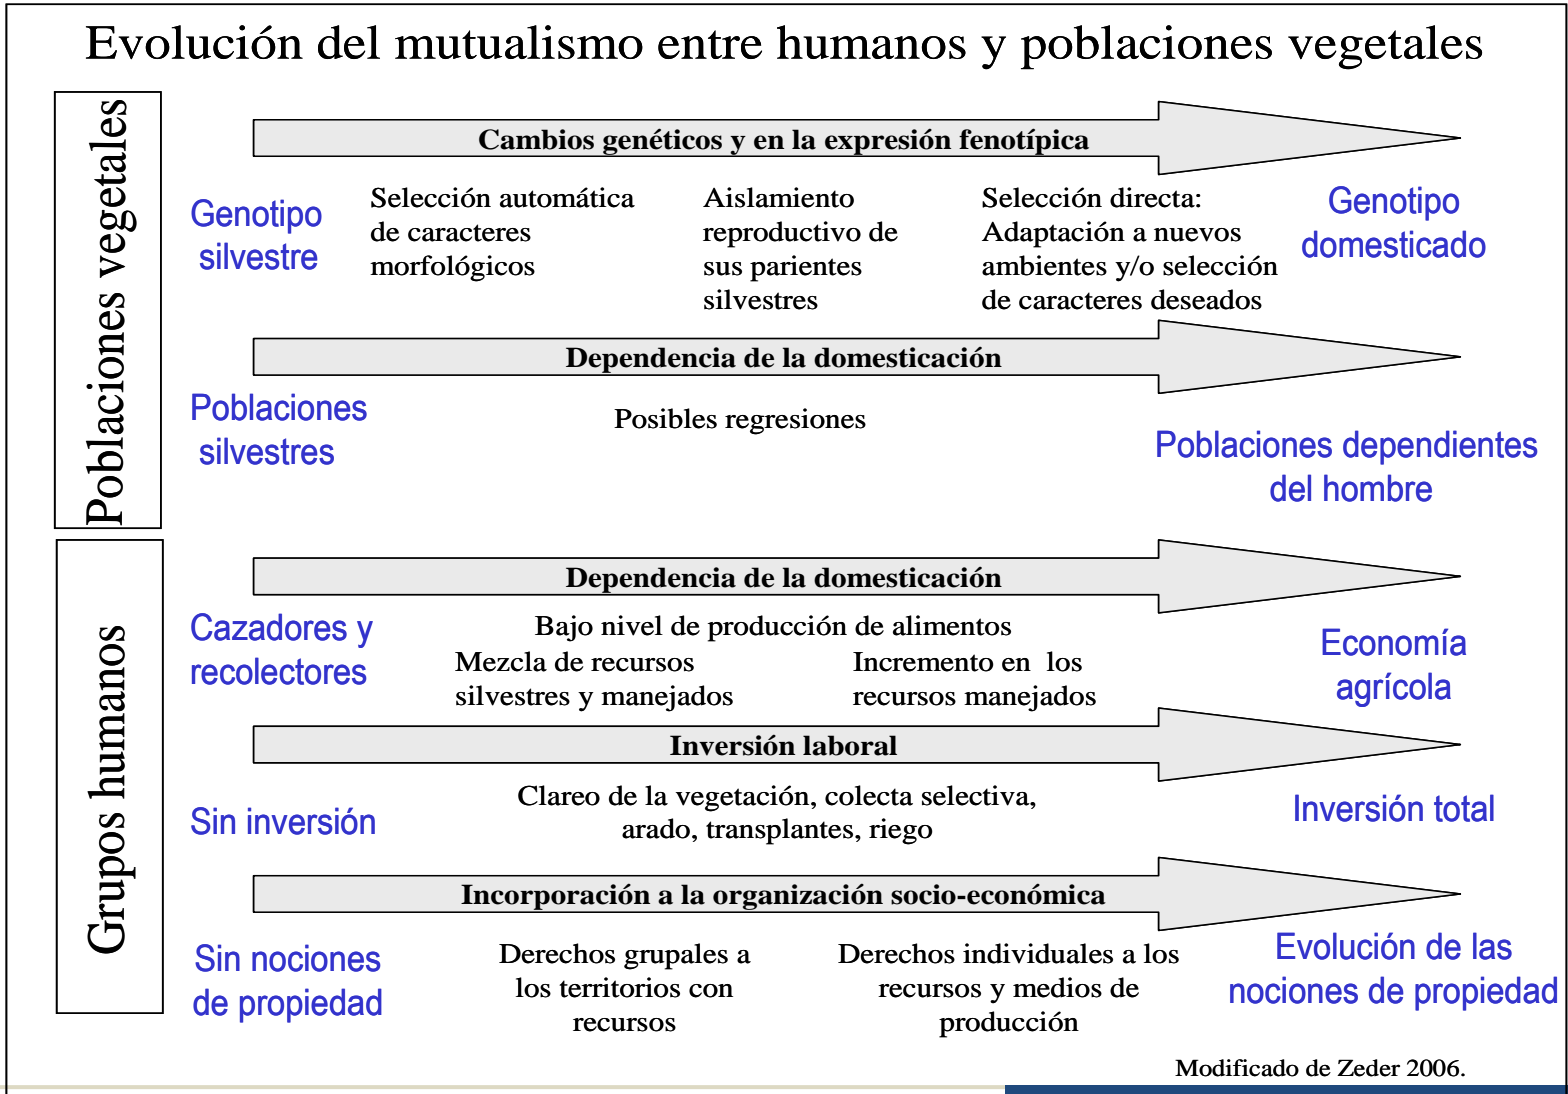 Evolución del mutualismo entre humanos y poblaciones vegetales
Poblaciones vegetales
Cambios genéticos y en la expresión fenotípica
Genotipo
silvestre
Selección automática
de caracteres
morfológicos
Aislamiento
reproductivo de
sus parientes
silvestres
Selección directa:
Adaptación a nuevos
ambientes y/o selección
de caracteres deseados
Genotipo
domesticado
Dependencia de la domesticación
Poblaciones
silvestres
Posibles regresiones
Poblaciones dependientes
del hombre
Grupos humanos
Dependencia de la domesticación
Cazadores y
recolectores
Bajo nivel de producción de alimentos
Mezcla de recursos
silvestres y manejados
Incremento en los
recursos manejados
Economía
agrícola
Inversión laboral
Sin inversión
Clareo de la vegetación, colecta selectiva,
arado, transplantes, riego
Inversión total
Incorporación a la organización socio-económica
Sin nociones
de propiedad
Derechos grupales a
los territorios con
recursos
Derechos individuales a los
recursos y medios de
producción
Evolución de las
nociones de propiedad
Modificado de Zeder 2006.